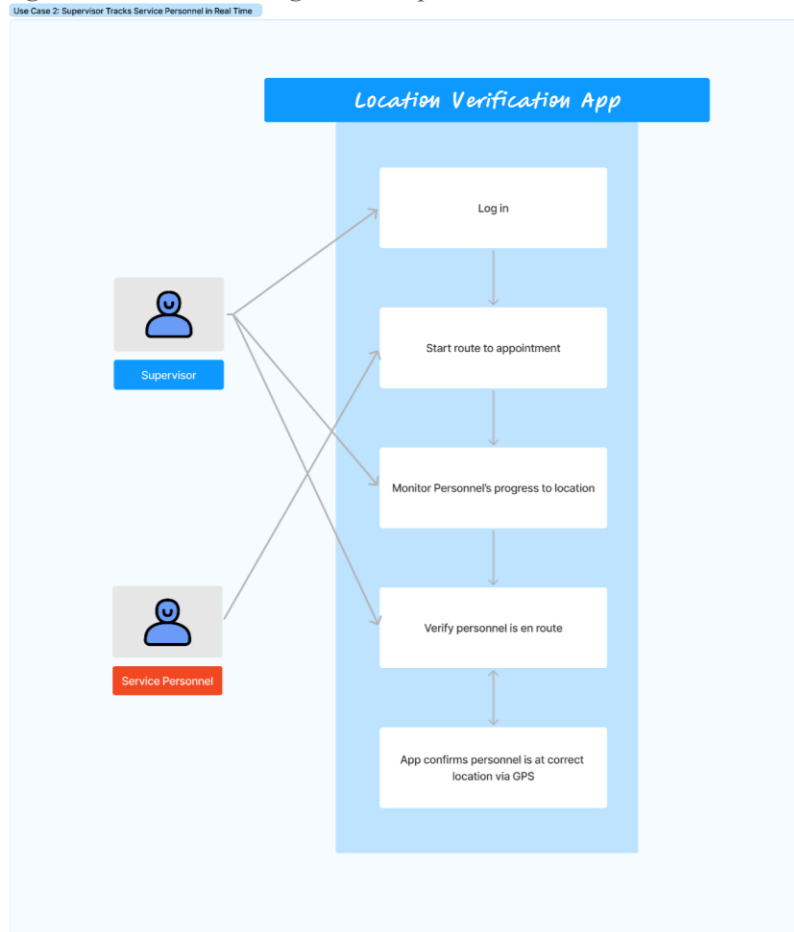 Use Case 2: Supervisor Tracks Service Personnel in Real Time
Location Verification App
Log in
Start route to appointment
Supervisor
Monitor Personnel's progress to location
Verify personnel is en route
Service Personnel
App confirms personnel is at correct
location via GPS